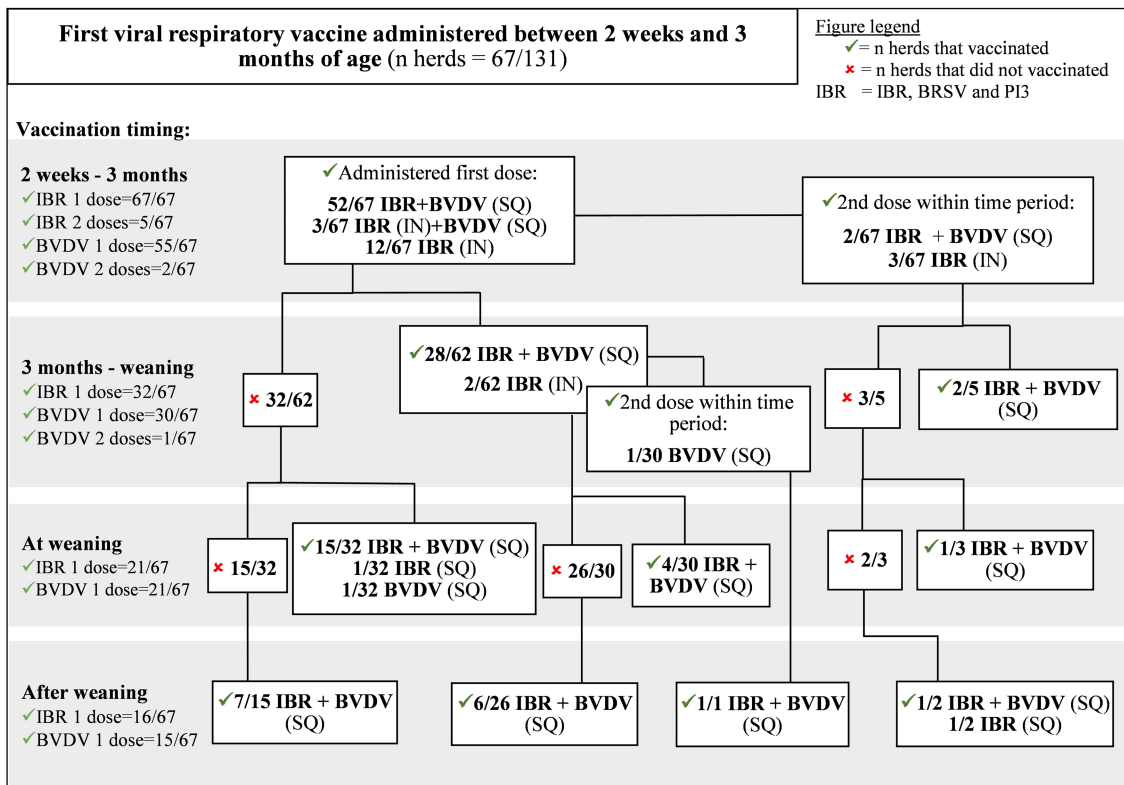 First viral respiratory vaccine administered between 2 weeks and 3
months of age (n herds = 67/131)
Figure legend
✓= n herds that vaccinated
✘ = n herds that did not vaccinated
IBR = IBR, BRSV and PI3
Vaccination timing:
2 weeks - 3 months
✓IBR 1 dose=67/67
✓IBR 2 doses=5/67
✓BVDV 1 dose=55/67
✓BVDV 2 doses=2/67
✓Administered first dose:
52/67 IBR+BVDV (SQ)
3/67 IBR (IN)+BVDV (SQ)
12/67 IBR (IN)
✓2nd dose within time period:
2/67 IBR + BVDV (SQ)
3/67 IBR (IN)
3 months - weaning
✓IBR 1 dose=32/67
✓BVDV 1 dose=30/67
✓BVDV 2 doses=1/67
✘ 32/62
✓28/62 IBR + BVDV (SQ)
2/62 IBR (IN)
✓2nd dose within time
period:
1/30 BVDV (SQ)
✘ 3/5
✓2/5 IBR + BVDV
(SQ)
At weaning
✓IBR 1 dose=21/67
✓BVDV 1 dose=21/67
✘ 15/32
✓15/32 IBR + BVDV (SQ)
1/32 IBR (SQ)
1/32 BVDV (SQ)
✘ 26/30
✓4/30 IBR +
BVDV (SQ)
✘ 2/3
✓1/3 IBR + BVDV
(SQ)
After weaning
✓IBR 1 dose=16/67
✓BVDV 1 dose=15/67
✓7/15 IBR + BVDV
(SQ)
✓6/26 IBR + BVDV
(SQ)
✓1/1 IBR + BVDV
(SQ)
✓1/2 IBR + BVDV (SQ)
1/2 IBR (SQ)